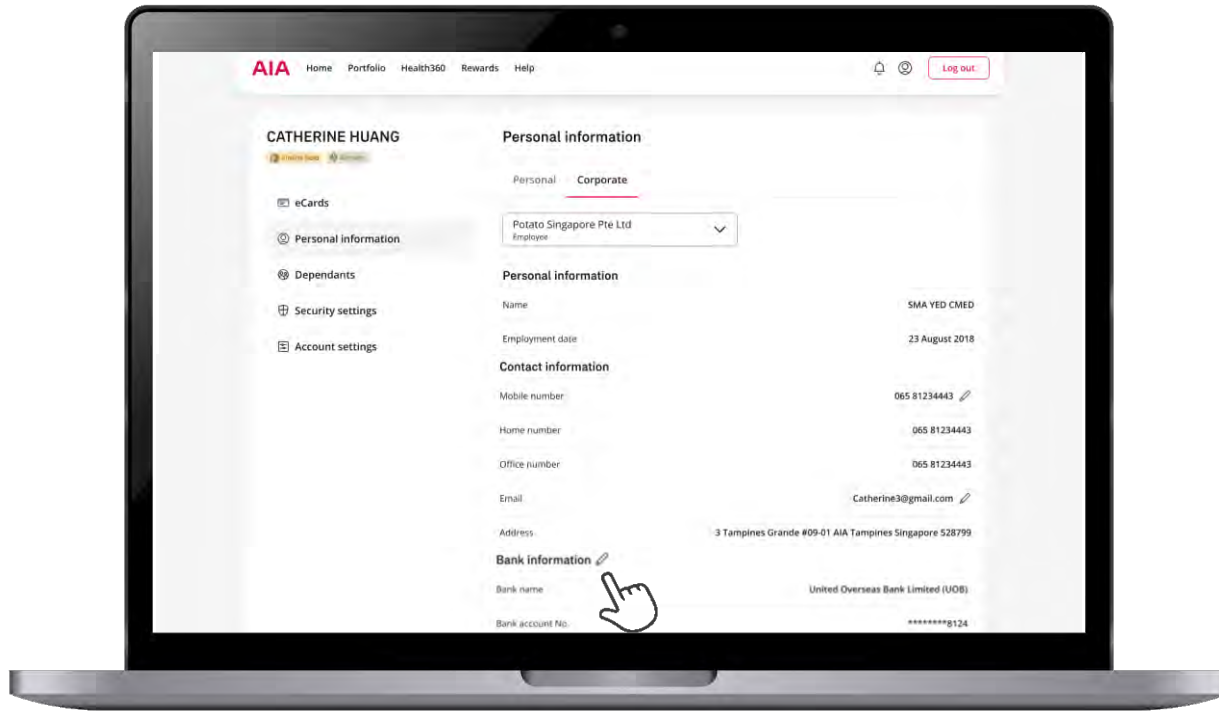 AIA Home Portfolio Health360 Rewards Help Log out
CATHERINE HUANG
eCards
Personal information
Dependants
Security settings
Account settings
Personal information
Personal Corporate
Potato Singapore Pte Ltd
Employee
Personal information
Name SMA YED CMED
Employment date 23 August 2018
Contact information
Mobile number 065 81234443
Home number 065 81234443
Office number 065 81234443
Email Catherine3@gmail.com
Address 3 Tampines Grande #09-01 AIA Tampines Singapore 528799
Bank information
Bank name United Overseas Bank Limited (UOB)
Bank account No. ********8124